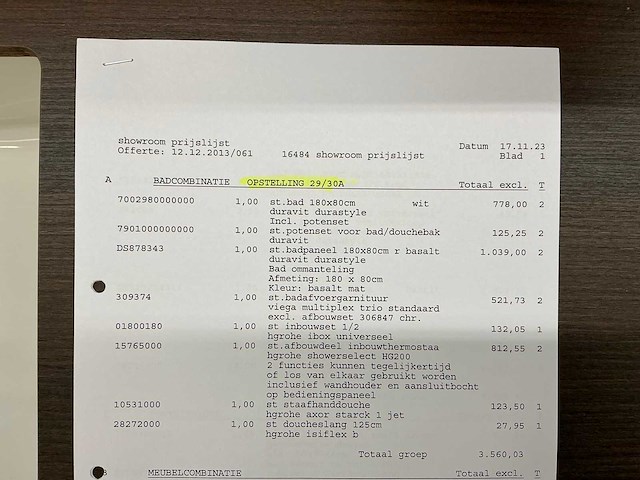 showroom prijslijst
Offerte: 12.12.2013/061 16484 showroom prijslijst Datum 17.11.23
Blad 1
A BADCOMBINATIE OPSTELLING 29/30A Totaal excl. T
7002980000000 1,00 st.bad 180x80cm wit 778,00 2
duravit durastyle
Incl. potenset
7901000000000 1,00 st.potenset voor bad/douchebak 125,25 2
duravit
DS878343 1,00 st.badpaneel 180x80cm r basalt 1.039,00 2
duravit durastyle
Bad ommanteling
Afmeting: 180 x 80cm
Kleur: basalt mat
309374 1,00 st.badafvoergarnituur 521,73 2
viega multiplex trio standaard
excl. afbouwset 306847 chr.
01800180 1,00 st inbouwset 1/2 132,05 1
hgrohe ibox universeel
15765000 1,00 st.afbouwdeel inbouwthermostaa 812,55 2
hgrohe showerselect HG200
2 functies kunnen tegelijkertijd
of los van elkaar gebruikt worden
inclusief wandhouder en aansluitbocht
op bedieningspaneel
10531000 1,00 st staafhanddouche 123,50 1
hgrohe axor starck 1 jet
28272000 1,00 st doucheslang 125cm 27,95 1
hgrohe isiflex b
Totaal groep 3.560,03
B MEUBELCOMBINATIE Totaal excl. T